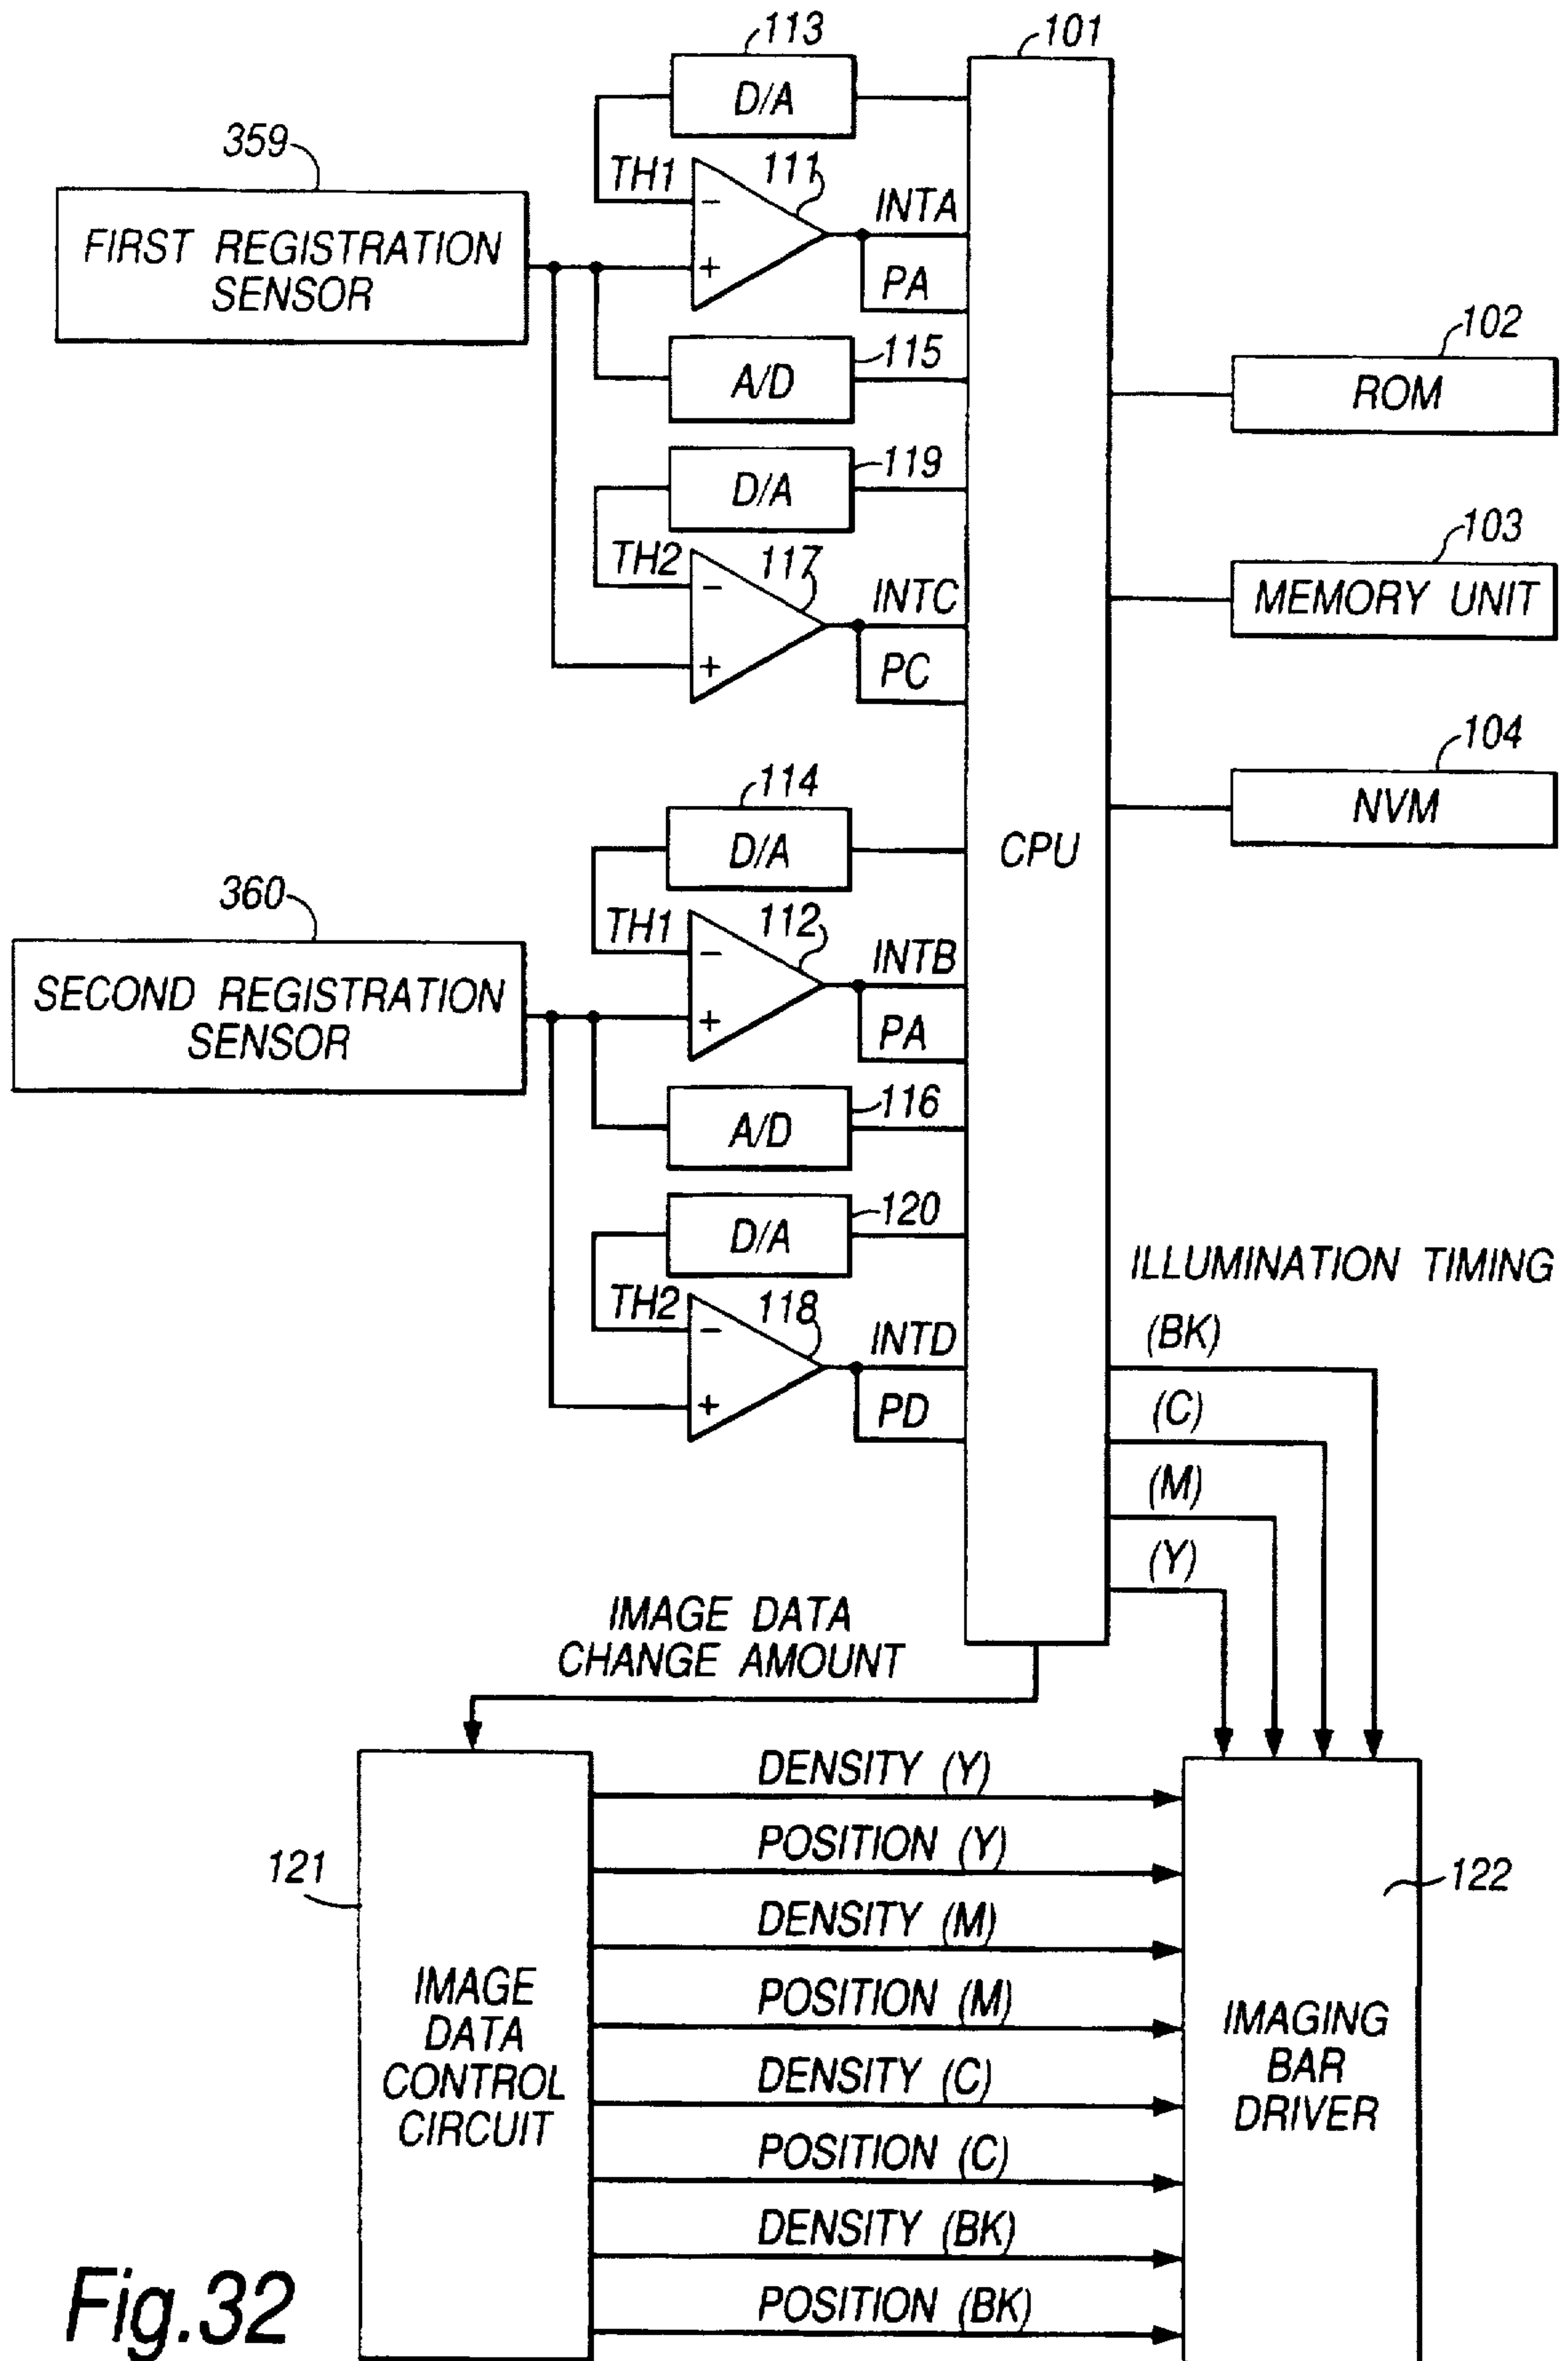 113
101
D/A
359
TH1
111
INTA
FIRST REGISTRATION
SENSOR
−
+
PA
102
115
A/D
ROM
119
D/A
103
TH2
117
INTC
MEMORY UNIT
−
+
PC
104
114
NVM
D/A
CPU
360
TH1
112
INTB
SECOND REGISTRATION
SENSOR
−
+
PA
116
A/D
120
D/A
ILLUMINATION TIMING
TH2
118
INTD
(BK)
−
+
PD
(C)
(M)
(Y)
IMAGE DATA
CHANGE AMOUNT
DENSITY (Y)
POSITION (Y)
121
122
DENSITY (M)
POSITION (M)
IMAGE
DATA
CONTROL
CIRCUIT
IMAGING
BAR
DRIVER
DENSITY (C)
POSITION (C)
DENSITY (BK)
POSITION (BK)
Fig.32